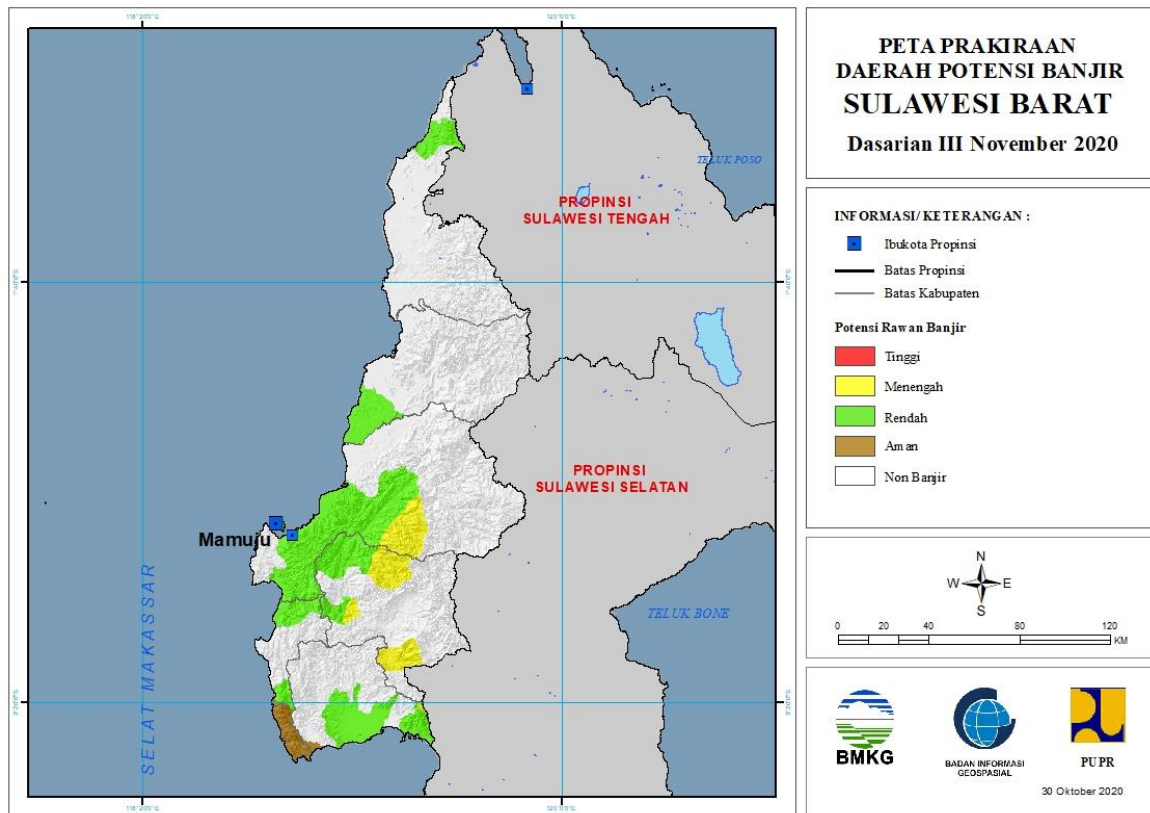 PETA PRAKIRAAN
DAERAH POTENSI BANJIR
SULAWESI BARAT
Dasarian III November 2020
INFORMASI/ KETERANGAN :
Ibukota Propinsi
Batas Propinsi
Batas Kabupaten
Potensi Rawan Banjir
Tinggi
Menengah
Rendah
Aman
Non Banjir
N
W E
S
0 20 40 80 120
KM
BMKG
BADAN INFORMASI
GEOSPASIAL
PUPR
30 Oktober 2020
TELUK POSO
PROPINSI
SULAWESI TENGAH
PROPINSI
SULAWESI SELATAN
Mamuju
TELUK BONE
SELAT MAKASSAR